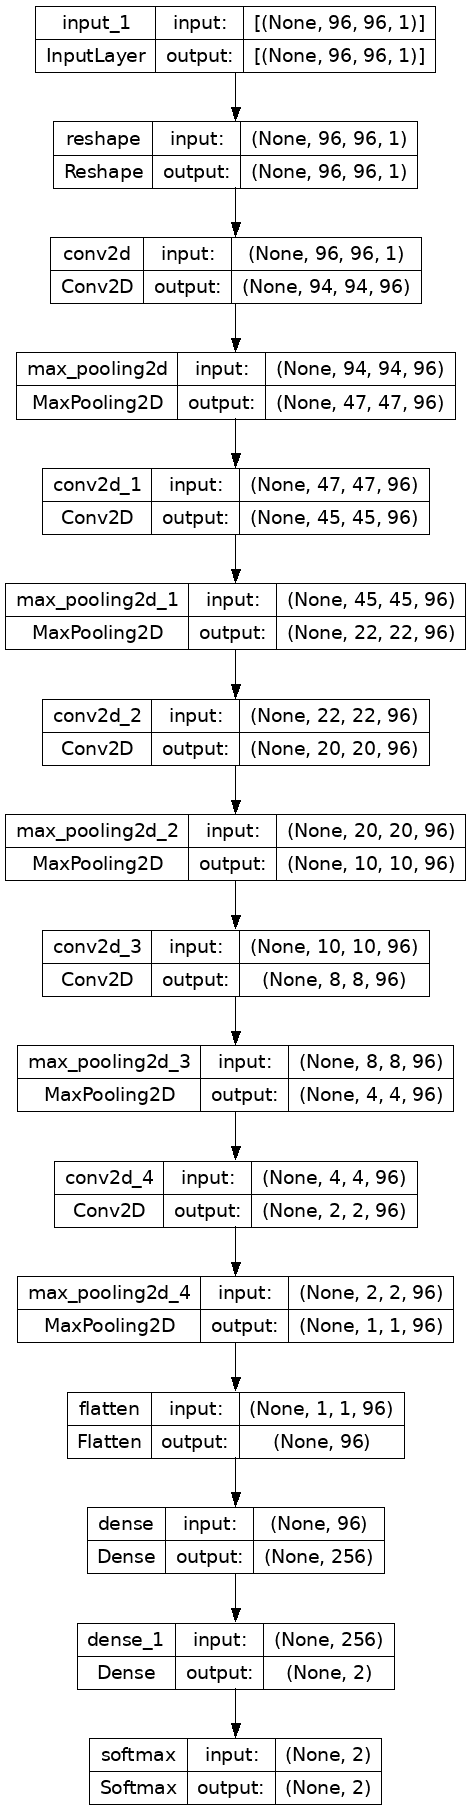 input_1 input: [(None, 96, 96, 1)]
InputLayer output: [(None, 96, 96, 1)]
reshape input: (None, 96, 96, 1)
Reshape output: (None, 96, 96, 1)
conv2d input: (None, 96, 96, 1)
Conv2D output: (None, 94, 94, 96)
max_pooling2d input: (None, 94, 94, 96)
MaxPooling2D output: (None, 47, 47, 96)
conv2d_1 input: (None, 47, 47, 96)
Conv2D output: (None, 45, 45, 96)
max_pooling2d_1 input: (None, 45, 45, 96)
MaxPooling2D output: (None, 22, 22, 96)
conv2d_2 input: (None, 22, 22, 96)
Conv2D output: (None, 20, 20, 96)
max_pooling2d_2 input: (None, 20, 20, 96)
MaxPooling2D output: (None, 10, 10, 96)
conv2d_3 input: (None, 10, 10, 96)
Conv2D output: (None, 8, 8, 96)
max_pooling2d_3 input: (None, 8, 8, 96)
MaxPooling2D output: (None, 4, 4, 96)
conv2d_4 input: (None, 4, 4, 96)
Conv2D output: (None, 2, 2, 96)
max_pooling2d_4 input: (None, 2, 2, 96)
MaxPooling2D output: (None, 1, 1, 96)
flatten input: (None, 1, 1, 96)
Flatten output: (None, 96)
dense input: (None, 96)
Dense output: (None, 256)
dense_1 input: (None, 256)
Dense output: (None, 2)
softmax input: (None, 2)
Softmax output: (None, 2)